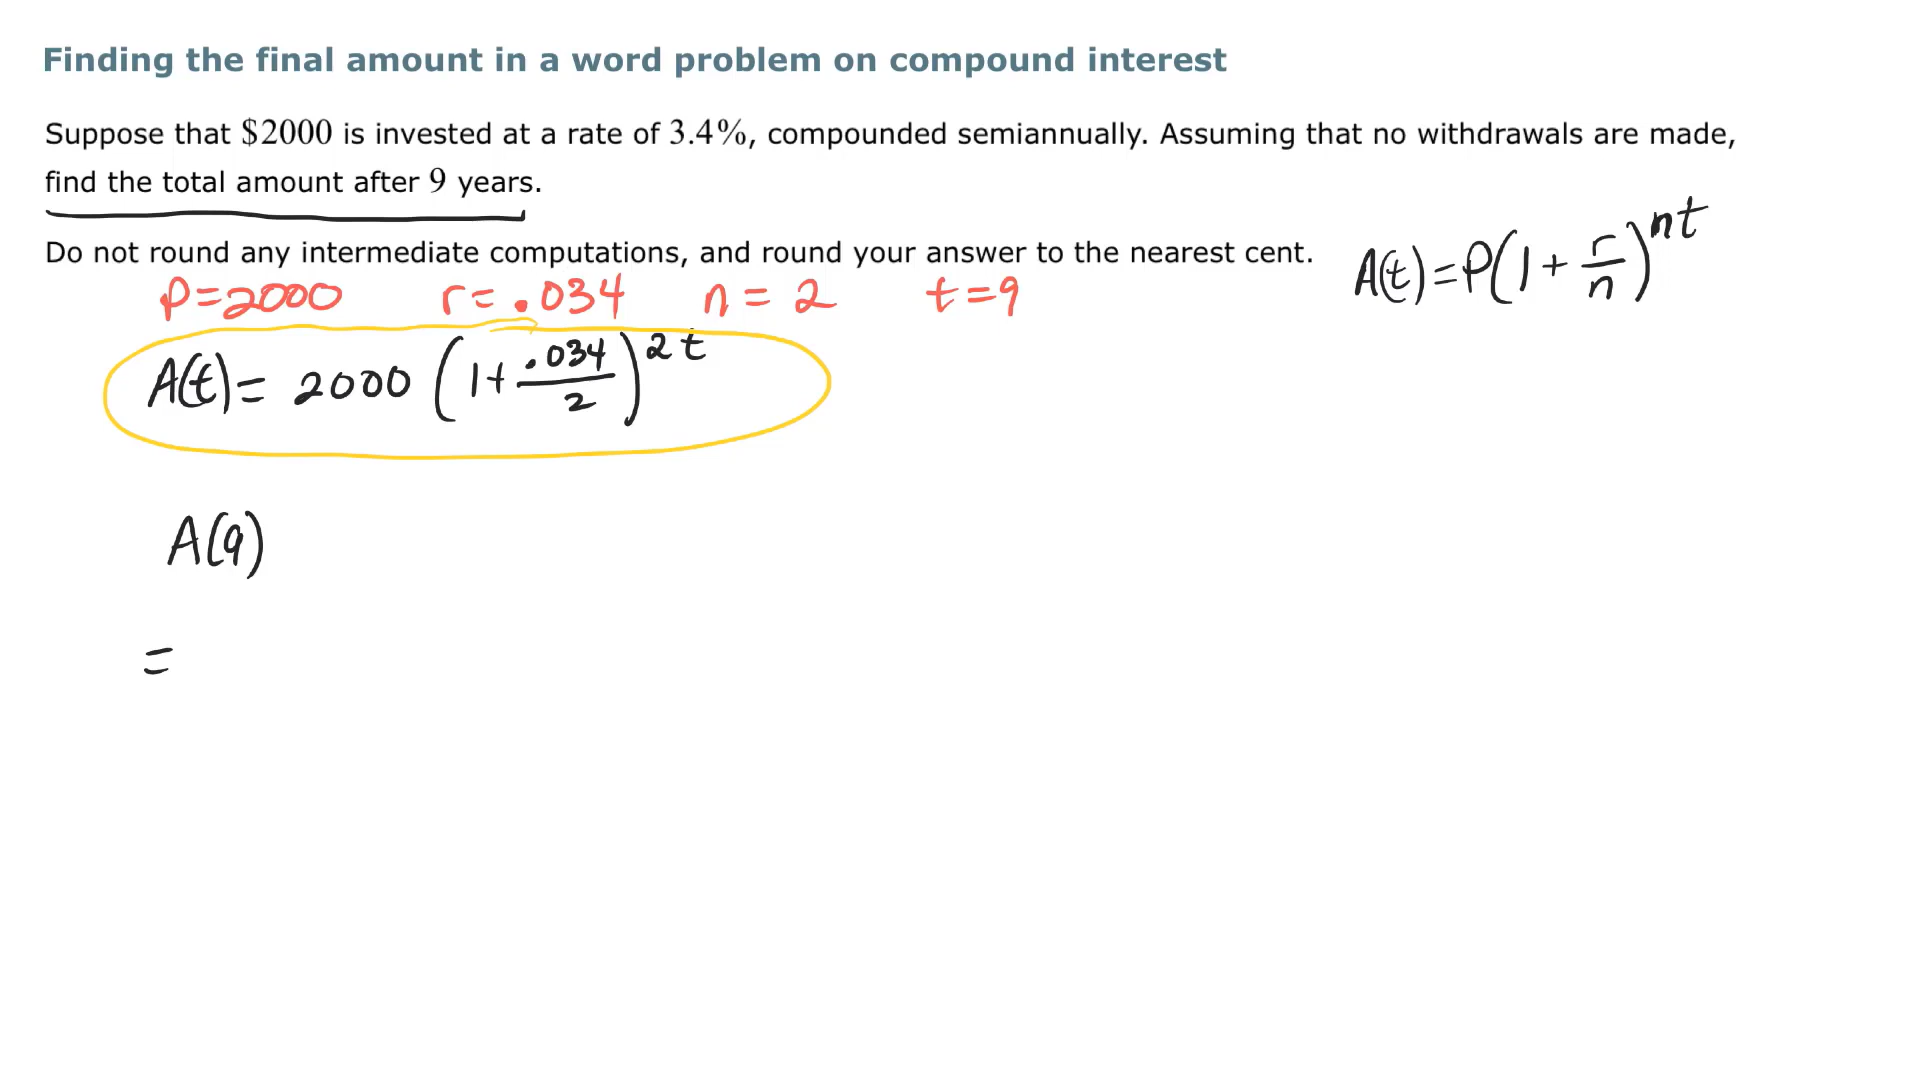 Finding the final amount in a word problem on compound interest
Suppose that $2000 is invested at a rate of 3.4%, compounded semiannually. Assuming that no withdrawals are made,
find the total amount after 9 years.
Do not round any intermediate computations, and round your answer to the nearest cent.
A(t)=P(1+r/n)^nt
P=2000 r=.034 n=2 t=9
A(t)= 2000 (1+.034/2)^2t
A(9)
=